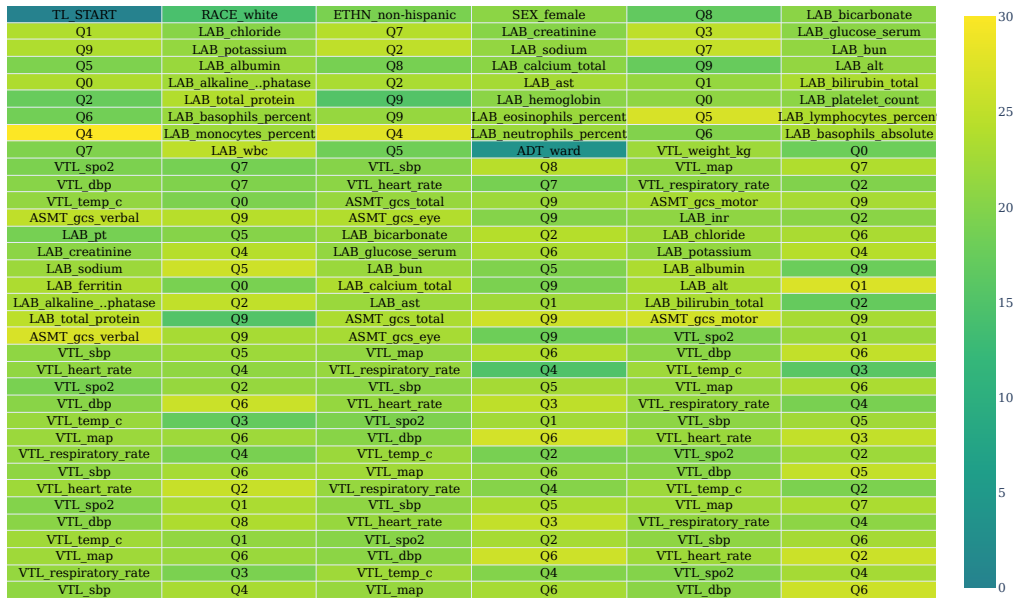 TL_START RACE_white ETHN_non-hispanic SEX_female Q8 LAB_bicarbonate
Q1 LAB_chloride Q7 LAB_creatinine Q3 LAB_glucose_serum
Q9 LAB_potassium Q2 LAB_sodium Q7 LAB_bun
Q5 LAB_albumin Q8 LAB_calcium_total Q9 LAB_alt
Q0 LAB_alkaline_..phatase Q2 LAB_ast Q1 LAB_bilirubin_total
Q2 LAB_total_protein Q9 LAB_hemoglobin Q0 LAB_platelet_count
Q6 LAB_basophils_percent Q9 LAB_eosinophils_percent Q5 LAB_lymphocytes_percent
Q4 LAB_monocytes_percent Q4 LAB_neutrophils_percent Q6 LAB_basophils_absolute
Q7 LAB_wbc Q5 ADT_ward VTL_weight_kg Q0
VTL_spo2 Q7 VTL_sbp Q8 VTL_map Q7
VTL_dbp Q6 VTL_heart_rate Q7 VTL_respiratory_rate Q2
VTL_temp_c Q0 ASMT_gcs_total Q9 ASMT_gcs_motor Q9
ASMT_gcs_verbal Q9 ASMT_gcs_eye Q9 LAB_inr Q2
LAB_pt Q5 LAB_bicarbonate Q2 LAB_chloride Q6
LAB_creatinine Q4 LAB_glucose_serum Q6 LAB_potassium Q4
LAB_sodium Q5 LAB_bun Q5 LAB_albumin Q9
LAB_ferritin Q0 LAB_calcium_total Q9 LAB_alt Q1
LAB_alkaline_..phatase Q2 LAB_ast Q1 LAB_bilirubin_total Q2
LAB_total_protein Q9 ASMT_gcs_total Q9 ASMT_gcs_motor Q9
ASMT_gcs_verbal Q9 ASMT_gcs_eye Q9 VTL_spo2 Q1
VTL_sbp Q5 VTL_map Q6 VTL_dbp Q6
VTL_heart_rate Q4 VTL_respiratory_rate Q4 VTL_temp_c Q3
VTL_spo2 Q2 VTL_sbp Q5 VTL_map Q6
VTL_dbp Q6 VTL_heart_rate Q3 VTL_respiratory_rate Q4
VTL_temp_c Q3 VTL_spo2 Q1 VTL_sbp Q5
VTL_map Q6 VTL_dbp Q6 VTL_heart_rate Q3
VTL_respiratory_rate Q4 VTL_temp_c Q2 VTL_spo2 Q2
VTL_sbp Q6 VTL_map Q6 VTL_dbp Q5
VTL_heart_rate Q2 VTL_respiratory_rate Q4 VTL_temp_c Q2
VTL_spo2 Q1 VTL_sbp Q5 VTL_map Q7
VTL_dbp Q8 VTL_heart_rate Q3 VTL_respiratory_rate Q4
VTL_temp_c Q1 VTL_spo2 Q2 VTL_sbp Q6
VTL_map Q6 VTL_dbp Q6 VTL_heart_rate Q2
VTL_respiratory_rate Q3 VTL_temp_c Q4 VTL_spo2 Q4
VTL_sbp Q4 VTL_map Q6 VTL_dbp Q6
30
25
20
15
10
5
0